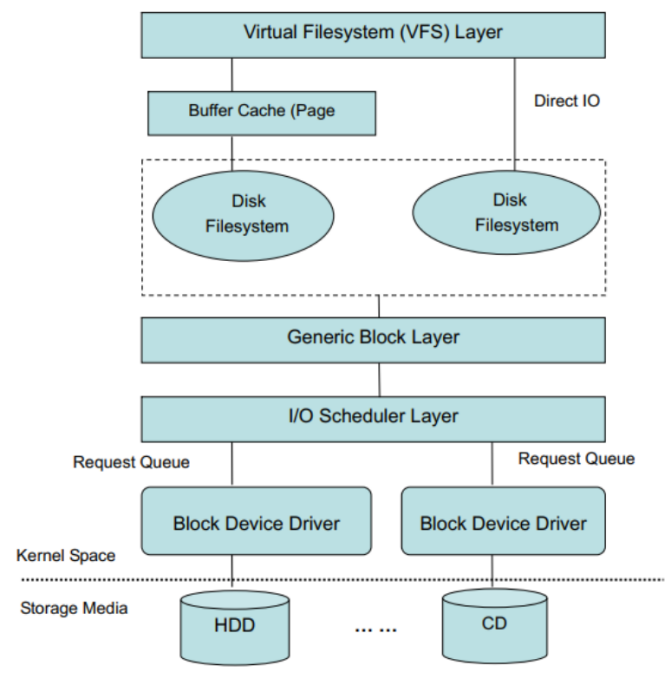 Virtual Filesystem (VFS) Layer
Buffer Cache (Page
Direct IO
Disk
Filesystem
Disk
Filesystem
Generic Block Layer
I/O Scheduler Layer
Request Queue
Request Queue
Block Device Driver
Block Device Driver
Kernel Space
Storage Media
HDD
... ...
CD